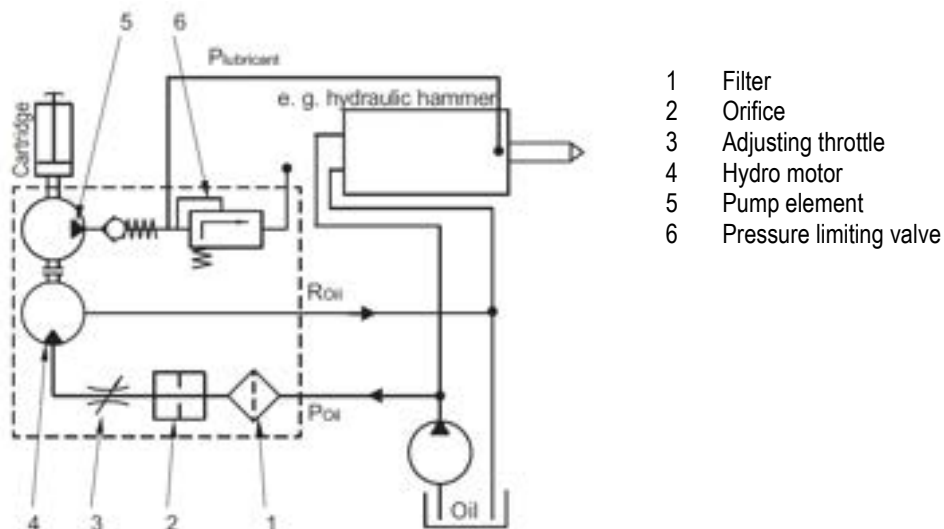 5 6
Plubricant
e. g. hydraulic hammer
Cartridge
ROil
POil
Oil
4 3 2 1
1 Filter
2 Orifice
3 Adjusting throttle
4 Hydro motor
5 Pump element
6 Pressure limiting valve